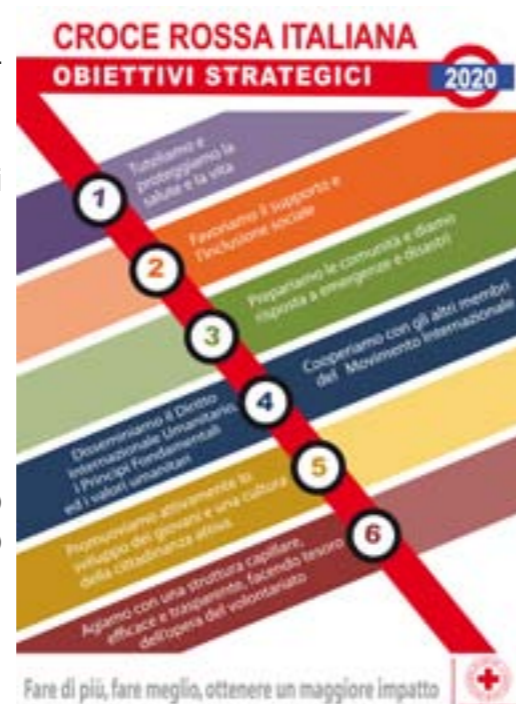 CROCE ROSSA ITALIANA
OBIETTIVI STRATEGICI
2020
1
Tuteliamo e
proteggiamo la
salute e la vita
2
Favoriamo il supporto e
l'inclusione sociale
3
Prepariamo le comunità e diamo
risposta a emergenze e disastri
4
Disseminiamo il Diritto
Internazionale Umanitario,
i Principi Fondamentali
ed i valori umanitari
Cooperiamo con gli altri membri
del Movimento Internazionale
5
Promuoviamo attivamente lo
sviluppo dei giovani e una cultura
della cittadinanza attiva
6
Agiamo con una struttura capillare,
efficace e trasparente, facendo tesoro
dell'opera del volontariato
Fare di più, fare meglio, ottenere un maggiore impatto